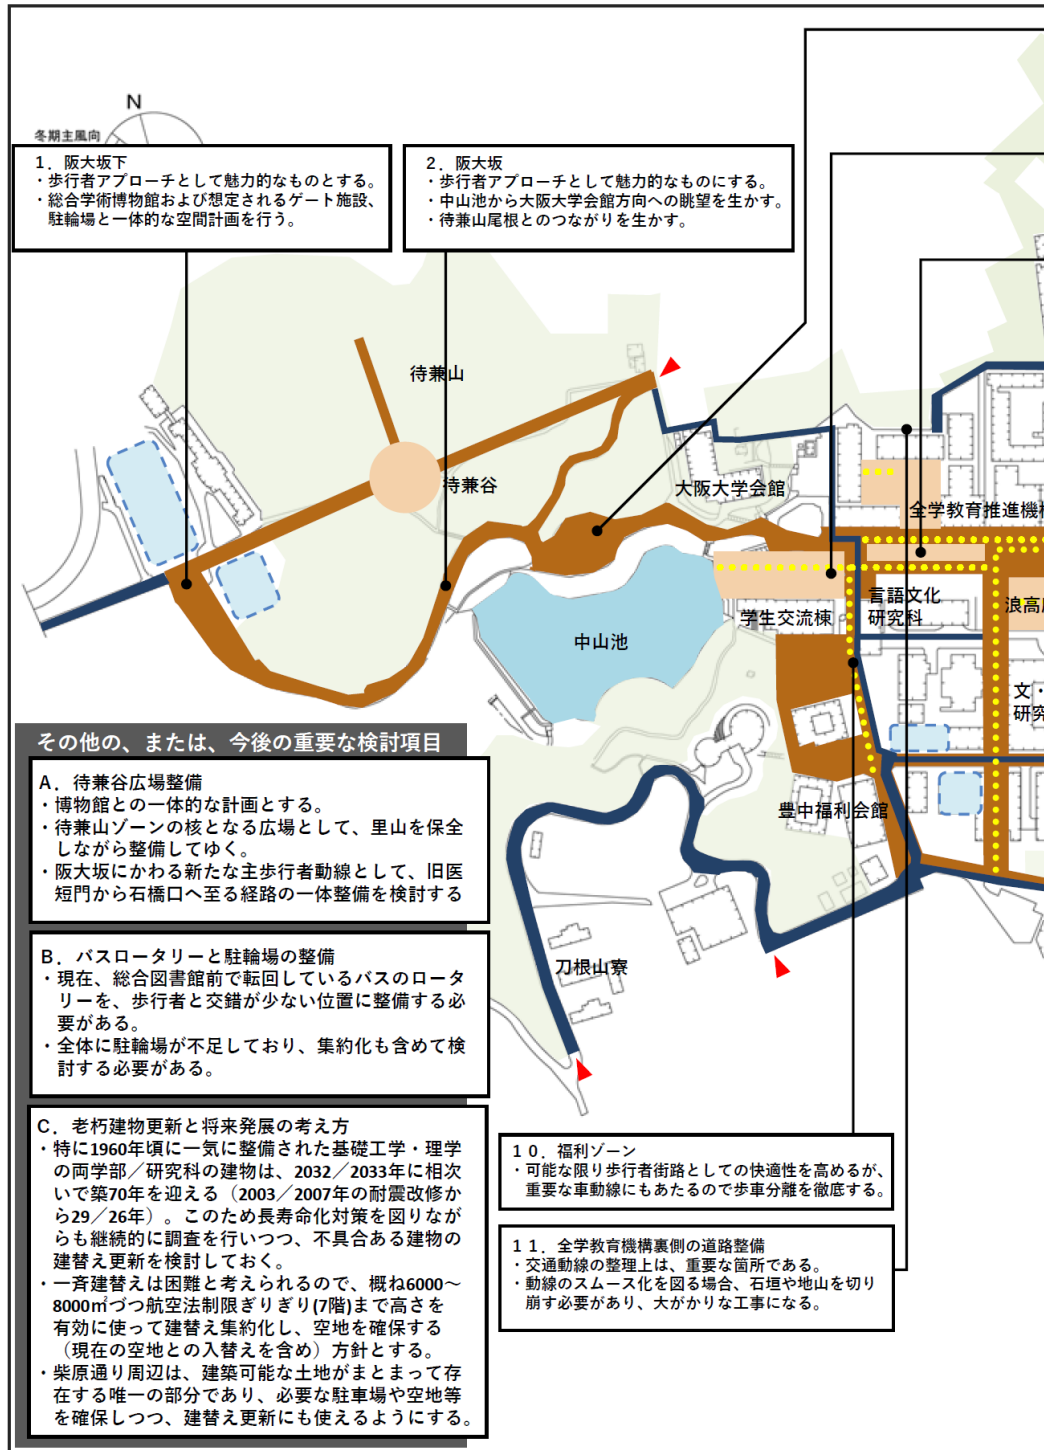 N
冬期主風向
1．阪大坂下
・歩行者アプローチとして魅力的なものとする。
・総合学術博物館および想定されるゲート施設、
駐輪場と一体的な空間計画を行う。
2．阪大坂
・歩行者アプローチとして魅力的なものにする。
・中山池から大阪大学会館方向への眺望を生かす。
・待兼山尾根とのつながりを生かす。
待兼山
待兼谷
大阪大学会館
全学教育推進機
言語文化
研究科
浪高
学生交流棟
中山池
文・
研究
豊中福利会館
刀根山寮
その他の、または、今後の重要な検討項目
A．待兼谷広場整備
・博物館との一体的な計画とする。
・待兼山ゾーンの核となる広場として、里山を保全
しながら整備してゆく。
・阪大坂にかわる新たな主歩行者動線として、旧医
短門から石橋口へ至る経路の一体整備を検討する
B．バスロータリーと駐輪場の整備
・現在、総合図書館前で転回しているバスのロータ
リーを、歩行者と交錯が少ない位置に整備する必
要がある。
・全体に駐輪場が不足しており、集約化も含めて検
討する必要がある。
C．老朽建物更新と将来発展の考え方
・特に1960年頃に一気に整備された基礎工学・理学
の両学部／研究科の建物は、2032／2033年に相次
いで築70年を迎える（2003／2007年の耐震改修か
ら29／26年）。このため長寿命化対策を図りなが
らも継続的に調査を行いつつ、不具合ある建物の
建替え更新を検討しておく。
・一斉建替えは困難と考えられるので、概ね6000～
8000㎡づつ航空法制限ぎりぎり(7階)まで高さを
有効に使って建替え集約化し、空地を確保する
（現在の空地との入替えを含め）方針とする。
・柴原通り周辺は、建築可能な土地がまとまって存
在する唯一の部分であり、必要な駐車場や空地等
を確保しつつ、建替え更新にも使えるようにする。
10．福利ゾーン
・可能な限り歩行者街路としての快適性を高めるが、
重要な車動線にもあたるので歩車分離を徹底する。
11．全学教育機構裏側の道路整備
・交通動線の整理上は、重要な箇所である。
・動線のスムース化を図る場合、石垣や地山を切り
崩す必要があり、大がかりな工事になる。